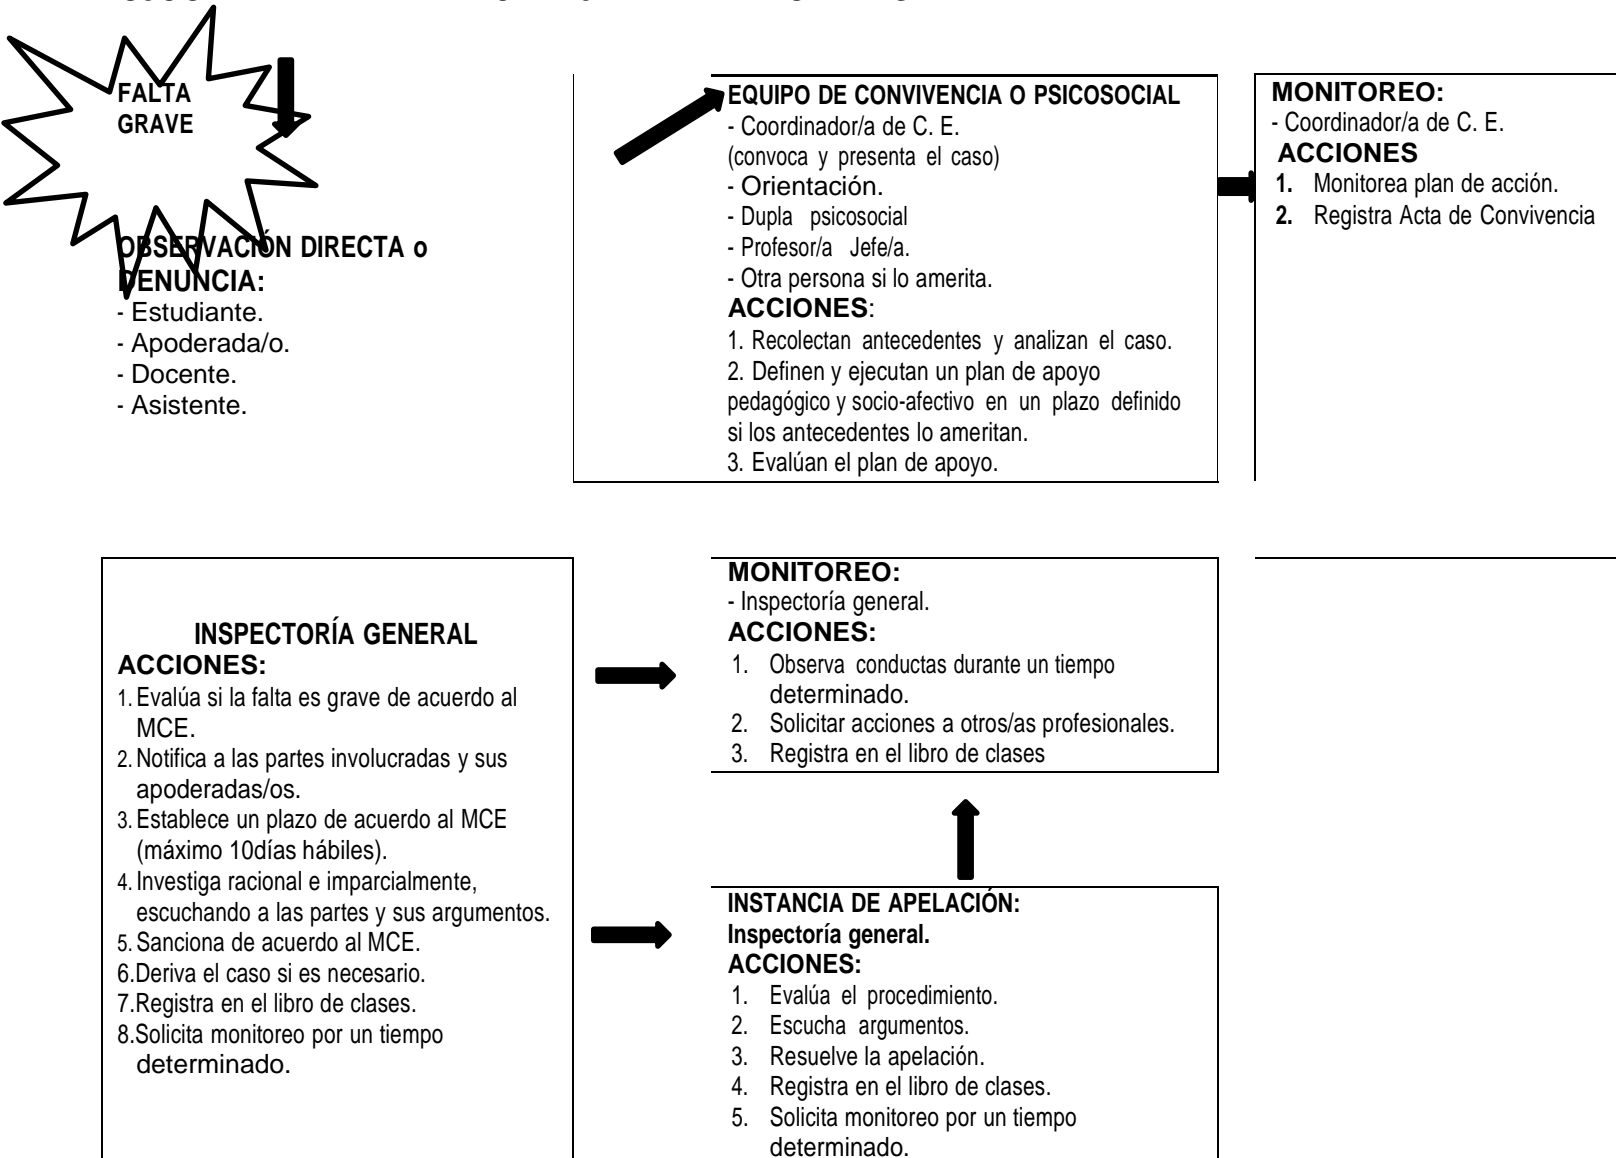 FALTA
GRAVE
OBSERVACIÓN DIRECTA o
DENUNCIA:
- Estudiante.
- Apoderada/o.
- Docente.
- Asistente.
EQUIPO DE CONVIVENCIA O PSICOSOCIAL
- Coordinador/a de C. E.
(convoca y presenta el caso)
- Orientación.
- Dupla psicosocial
- Profesor/a Jefe/a.
- Otra persona si lo amerita.
ACCIONES:
1. Recolectan antecedentes y analizan el caso.
2. Definen y ejecutan un plan de apoyo
pedagógico y socio-afectivo en un plazo definido
si los antecedentes lo ameritan.
3. Evalúan el plan de apoyo.
MONITOREO:
- Coordinador/a de C. E.
ACCIONES
1. Monitorea plan de acción.
2. Registra Acta de Convivencia
INSPECTORÍA GENERAL
ACCIONES:
1. Evalúa si la falta es grave de acuerdo al
MCE.
2. Notifica a las partes involucradas y sus
apoderadas/os.
3. Establece un plazo de acuerdo al MCE
(máximo 10días hábiles).
4. Investiga racional e imparcialmente,
escuchando a las partes y sus argumentos.
5. Sanciona de acuerdo al MCE.
6.Deriva el caso si es necesario.
7.Registra en el libro de clases.
8.Solicita monitoreo por un tiempo
determinado.
MONITOREO:
- Inspectoría general.
ACCIONES:
1. Observa conductas durante un tiempo
determinado.
2. Solicitar acciones a otros/as profesionales.
3. Registra en el libro de clases
INSTANCIA DE APELACIÓN:
Inspectoría general.
ACCIONES:
1. Evalúa el procedimiento.
2. Escucha argumentos.
3. Resuelve la apelación.
4. Registra en el libro de clases.
5. Solicita monitoreo por un tiempo
determinado.